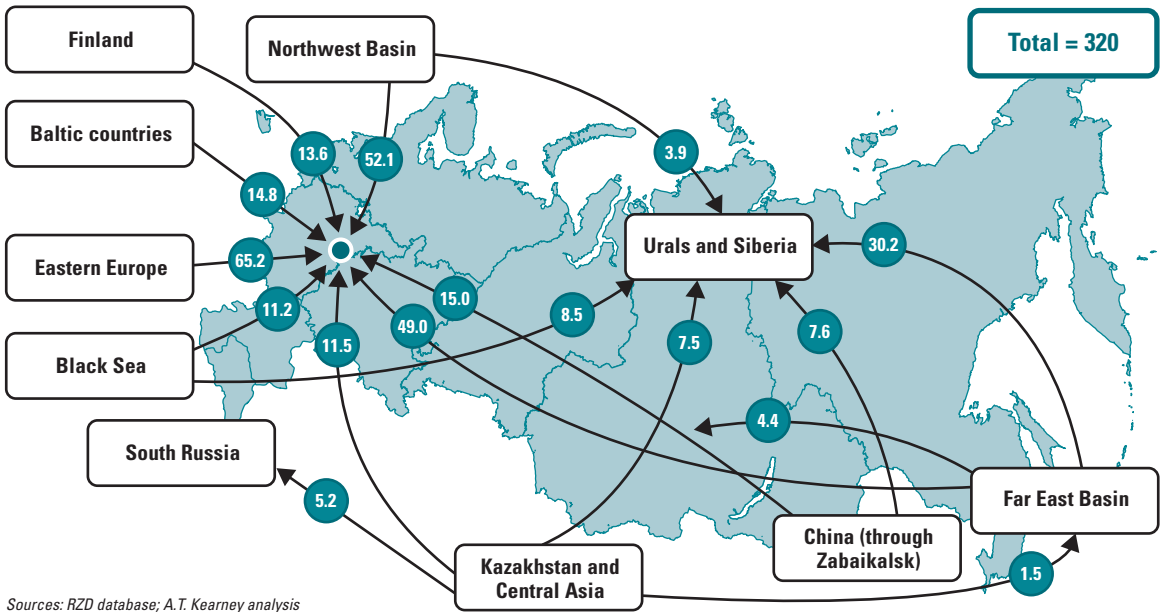 Finland
Northwest Basin
Total = 320
Baltic countries
13.6
52.1
3.9
14.8
Urals and Siberia
30.2
Eastern Europe
65.2
11.2
15.0
8.5
49.0
7.6
11.5
7.5
Black Sea
4.4
South Russia
5.2
Far East Basin
China (through
Zabaikalsk)
Kazakhstan and
Central Asia
1.5
Sources: RZD database; A.T. Kearney analysis